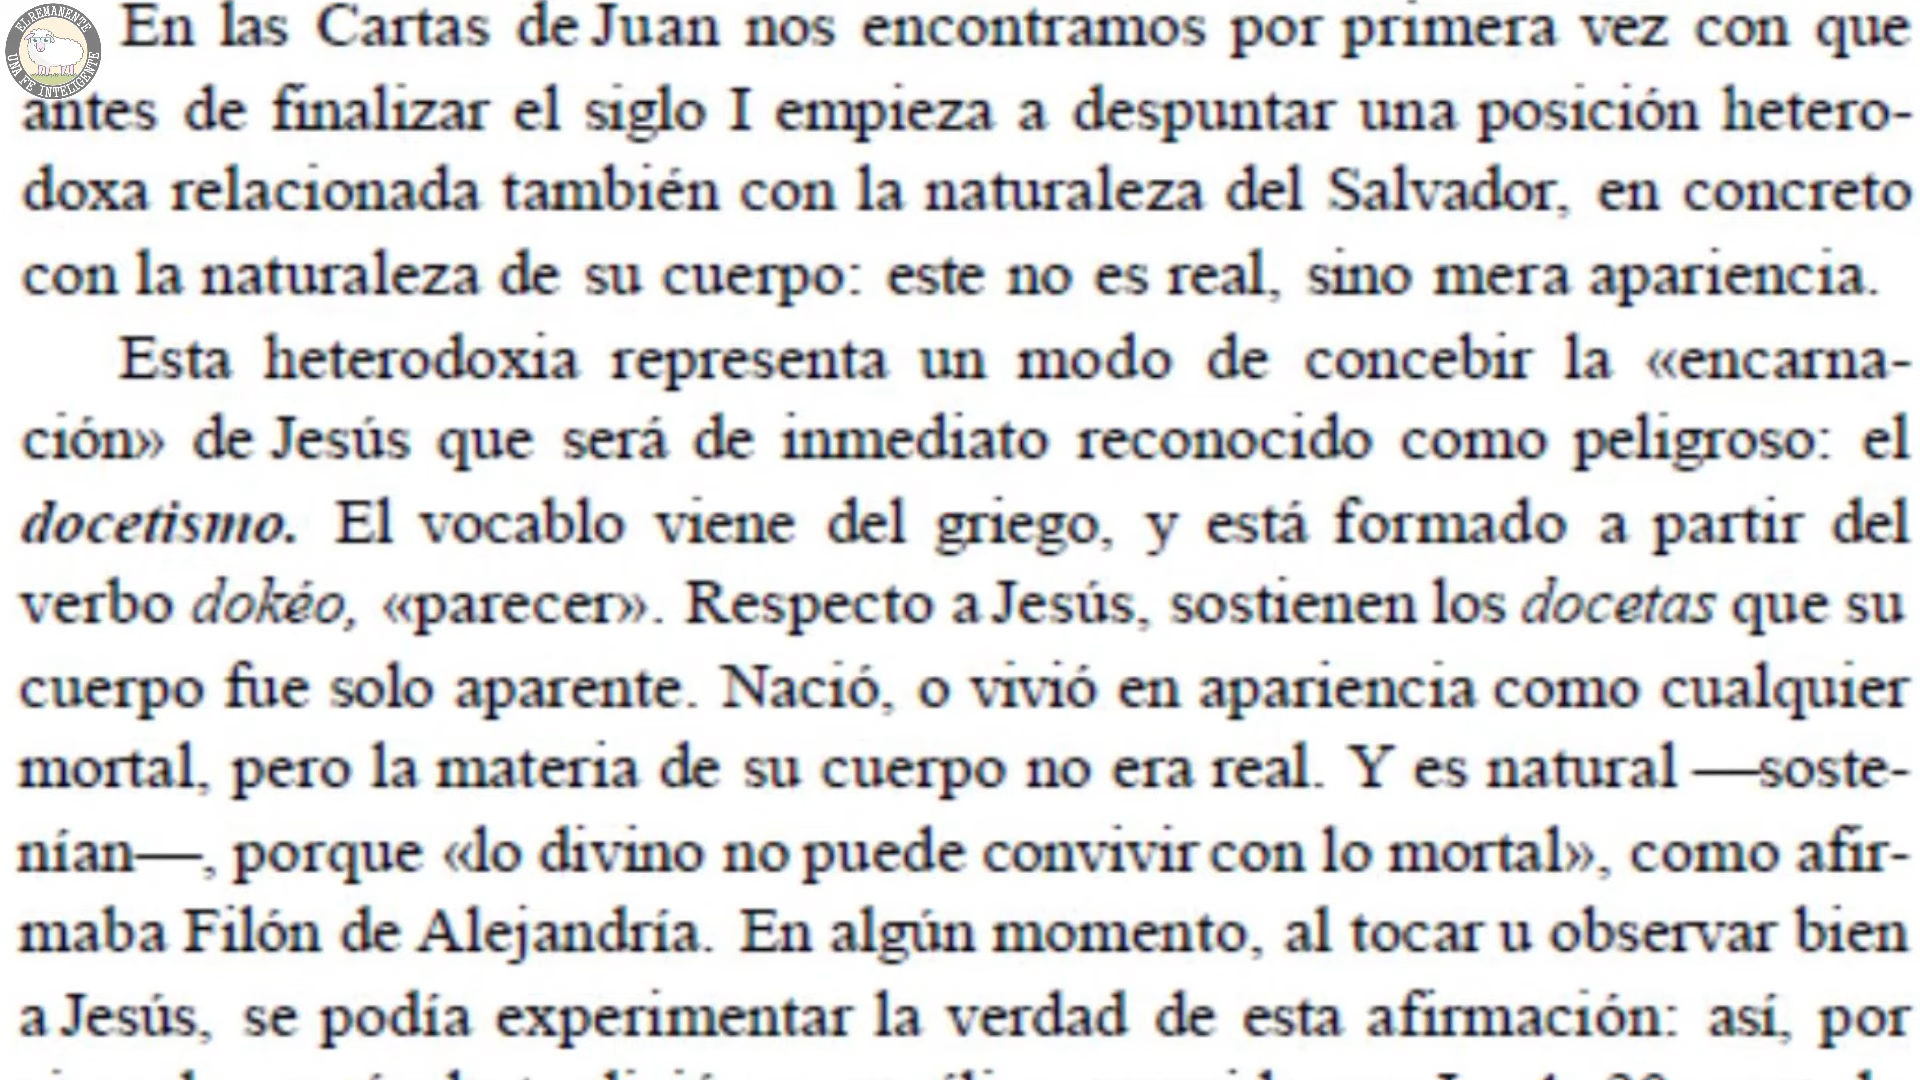 ELREMANENTE
UNA FE INTELIGENTE
En las Cartas de Juan nos encontramos por primera vez con que
antes de finalizar el siglo I empieza a despuntar una posición hetero-
doxa relacionada también con la naturaleza del Salvador, en concreto
con la naturaleza de su cuerpo: este no es real, sino mera apariencia.
Esta heterodoxia representa un modo de concebir la «encarna-
ción» de Jesús que será de inmediato reconocido como peligroso: el
docetismo. El vocablo viene del griego, y está formado a partir del
verbo dokéo, «parecer». Respecto a Jesús, sostienen los docetas que su
cuerpo fue solo aparente. Nació, o vivió en apariencia como cualquier
mortal, pero la materia de su cuerpo no era real. Y es natural —soste-
nían—, porque «lo divino no puede convivir con lo mortal», como afir-
maba Filón de Alejandría. En algún momento, al tocar u observar bien
a Jesús, se podía experimentar la verdad de esta afirmación: así, por